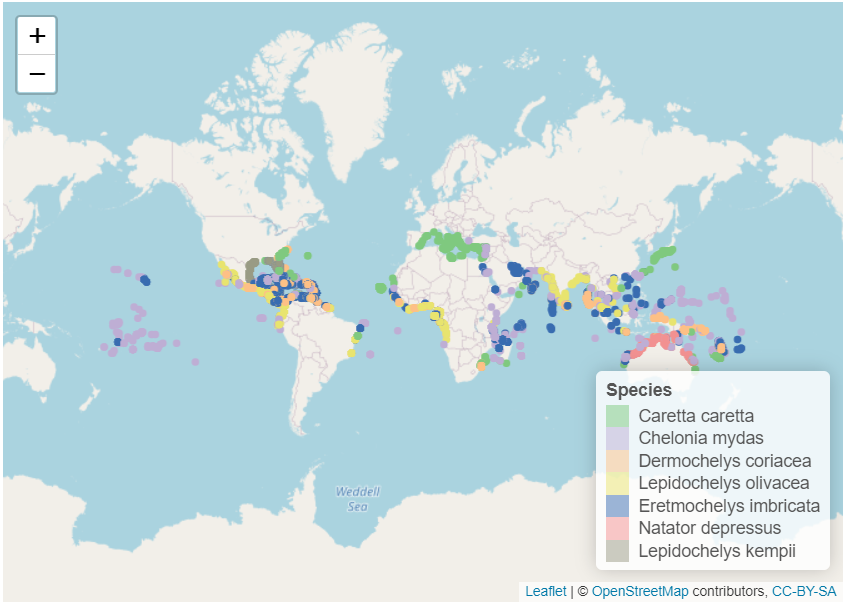 +
−
Weddell
Sea
Species
Caretta caretta
Chelonia mydas
Dermochelys coriacea
Lepidochelys olivacea
Eretmochelys imbricata
Natator depressus
Lepidochelys kempii
Leaflet | © OpenStreetMap contributors, CC-BY-SA